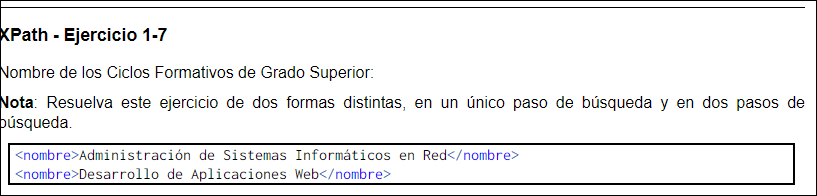 XPath - Ejercicio 1-7
Nombre de los Ciclos Formativos de Grado Superior:
Nota: Resuelva este ejercicio de dos formas distintas, en un único paso de búsqueda y en dos pasos de
búsqueda.
<nombre>Administración de Sistemas Informáticos en Red</nombre>
<nombre>Desarrollo de Aplicaciones Web</nombre>